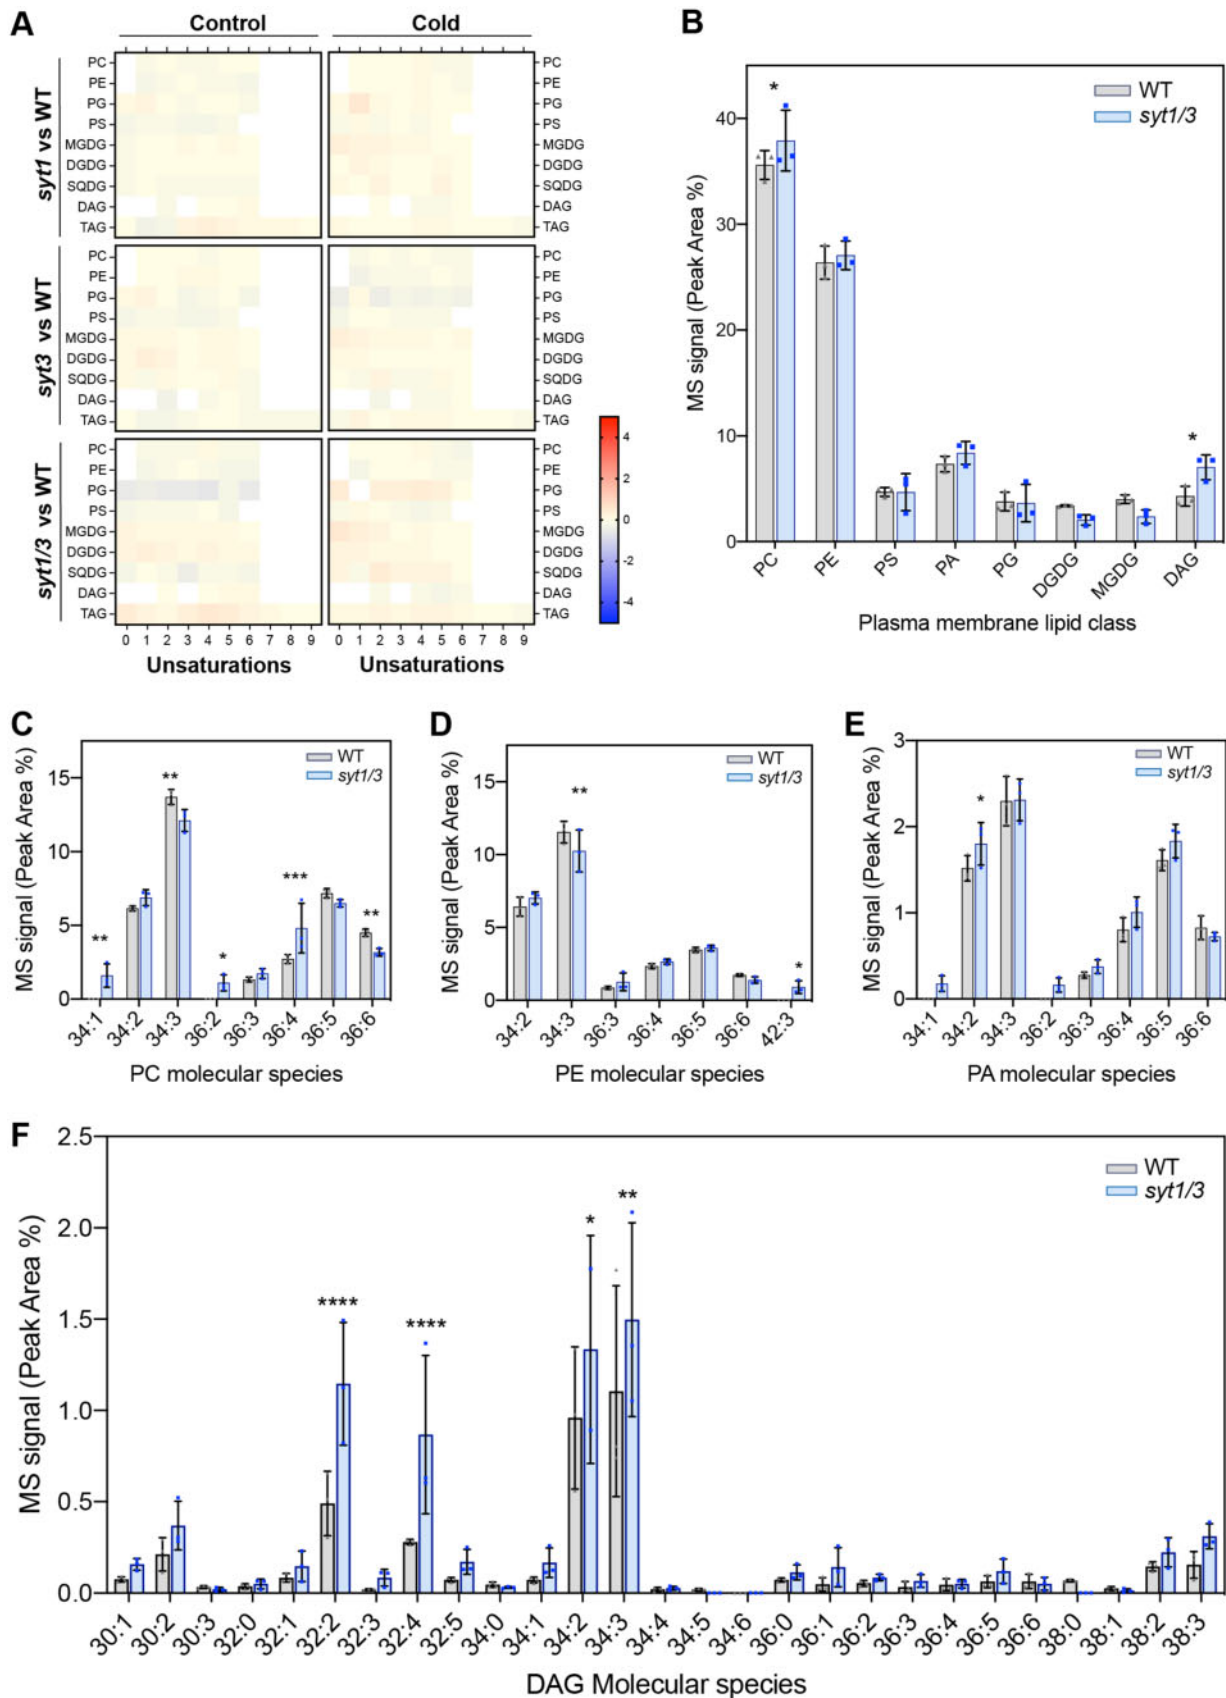 A
Control
Cold
syt1 vs WT
PC
PE
PG
PS
MGDG
DGDG
SQDG
DAG
TAG
PC
PE
PG
PS
MGDG
DGDG
SQDG
DAG
TAG
syt3 vs WT
PC
PE
PG
PS
MGDG
DGDG
SQDG
DAG
TAG
PC
PE
PG
PS
MGDG
DGDG
SQDG
DAG
TAG
syt1/3 vs WT
PC
PE
PG
PS
MGDG
DGDG
SQDG
DAG
TAG
PC
PE
PG
PS
MGDG
DGDG
SQDG
DAG
TAG
0 1 2 3 4 5 6 7 8 9
0 1 2 3 4 5 6 7 8 9
Unsaturations
Unsaturations
4
2
0
-2
-4
B
MS signal (Peak Area %)
40
30
20
10
0
WT
syt1/3
*
*
PC PE PS PA PG DGDG MGDG DAG
Plasma membrane lipid class
C
MS signal (Peak Area %)
15
10
5
0
WT
syt1/3
**
**
*
***
**
34:1 34:2 34:3 36:2 36:3 36:4 36:5 36:6
PC molecular species
D
MS signal (Peak Area %)
15
10
5
0
WT
syt1/3
**
*
34:2 34:3 36:3 36:4 36:5 36:6 42:3
PE molecular species
E
MS signal (Peak Area %)
3
2
1
0
WT
syt1/3
*
34:1 34:2 34:3 36:2 36:3 36:4 36:5 36:6
PA molecular species
F
MS signal (Peak Area %)
2.5
2.0
1.5
1.0
0.5
0.0
WT
syt1/3
****
****
*
**
30:1 30:2 30:3 32:0 32:1 32:2 32:3 32:4 32:5 34:0 34:1 34:2 34:3 34:4 34:5 34:6 36:0 36:1 36:2 36:3 36:4 36:5 36:6 38:0 38:1 38:2 38:3
DAG Molecular species